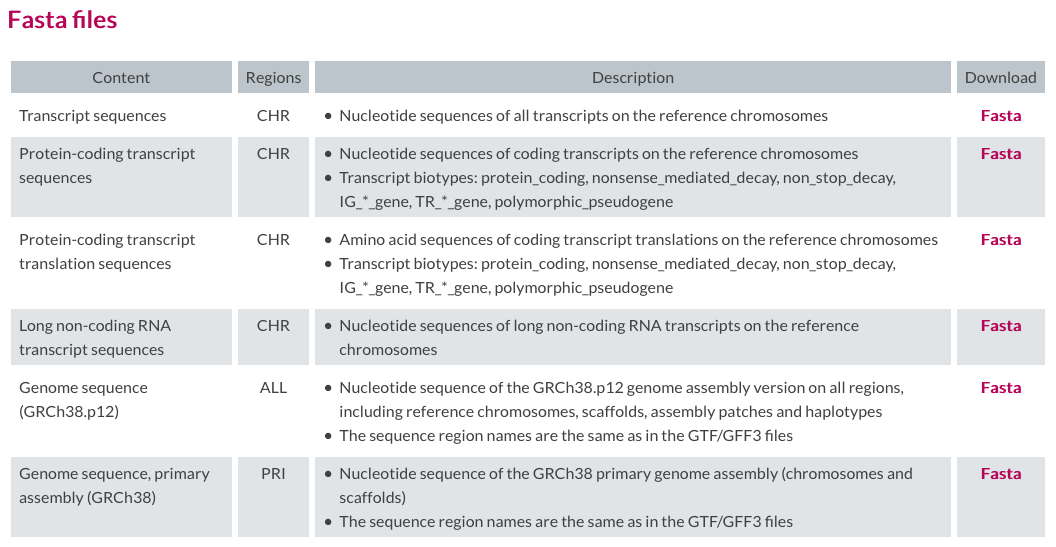 Fasta files
Content Regions Description Download
Transcript sequences CHR • Nucleotide sequences of all transcripts on the reference chromosomes Fasta
Protein-coding transcript CHR • Nucleotide sequences of coding transcripts on the reference chromosomes Fasta
sequences • Transcript biotypes: protein_coding, nonsense_mediated_decay, non_stop_decay,
IG_*_gene, TR_*_gene, polymorphic_pseudogene
Protein-coding transcript CHR • Amino acid sequences of coding transcript translations on the reference chromosomes Fasta
translation sequences • Transcript biotypes: protein_coding, nonsense_mediated_decay, non_stop_decay,
IG_*_gene, TR_*_gene, polymorphic_pseudogene
Long non-coding RNA CHR • Nucleotide sequences of long non-coding RNA transcripts on the reference Fasta
transcript sequences chromosomes
Genome sequence ALL • Nucleotide sequence of the GRCh38.p12 genome assembly version on all regions, Fasta
(GRCh38.p12) including reference chromosomes, scaffolds, assembly patches and haplotypes
• The sequence region names are the same as in the GTF/GFF3 files
Genome sequence, primary PRI • Nucleotide sequence of the GRCh38 primary genome assembly (chromosomes and Fasta
assembly (GRCh38) scaffolds)
• The sequence region names are the same as in the GTF/GFF3 files